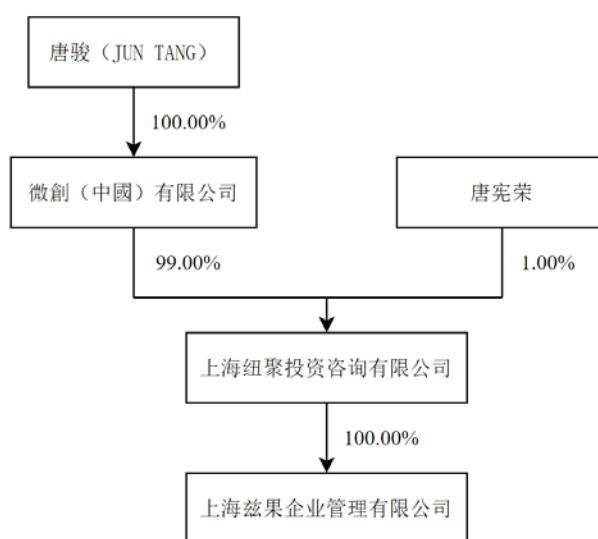 唐骏（JUN TANG）
100.00%
微創（中國）有限公司
唐宪荣
99.00%
1.00%
上海纽聚投资咨询有限公司
100.00%
上海兹果企业管理有限公司